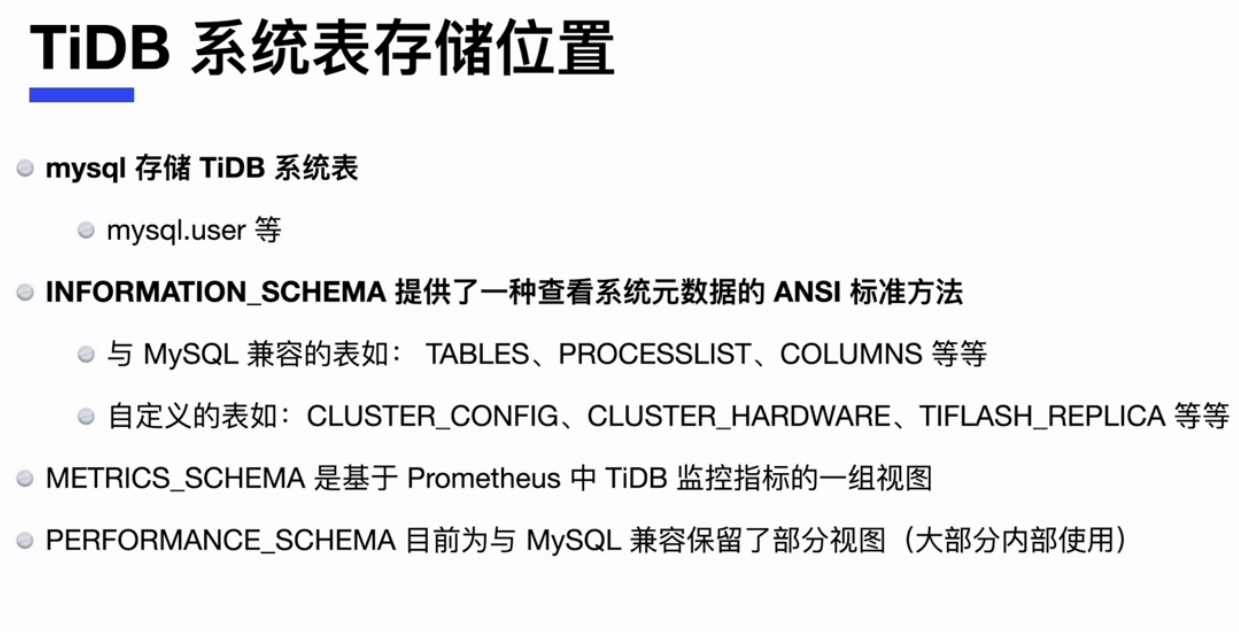 TiDB 系统表存储位置
mysql 存储 TiDB 系统表
mysql.user 等
INFORMATION_SCHEMA 提供了一种查看系统元数据的 ANSI 标准方法
与 MySQL 兼容的表如： TABLES、PROCESSLIST、COLUMNS 等等
自定义的表如：CLUSTER_CONFIG、CLUSTER_HARDWARE、TIFLASH_REPLICA 等等
METRICS_SCHEMA 是基于 Prometheus 中 TiDB 监控指标的一组视图
PERFORMANCE_SCHEMA 目前为与 MySQL 兼容保留了部分视图（大部分内部使用）